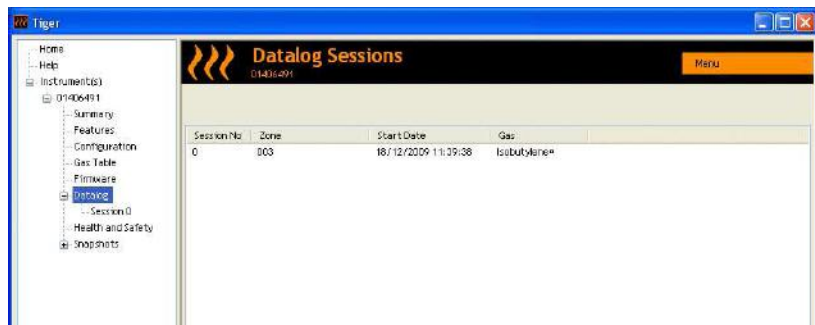 Tiger
Home
Help
Instrument(s)
01406491
Summary
Features
Configuration
Gas Table
Firmware
Datalog
Session 0
Health and Safety
Snapshots
Datalog Sessions
01406491
Menu
Session No Zone Start Date Gas
0 003 18/12/2009 11:39:38 Isobutylene*